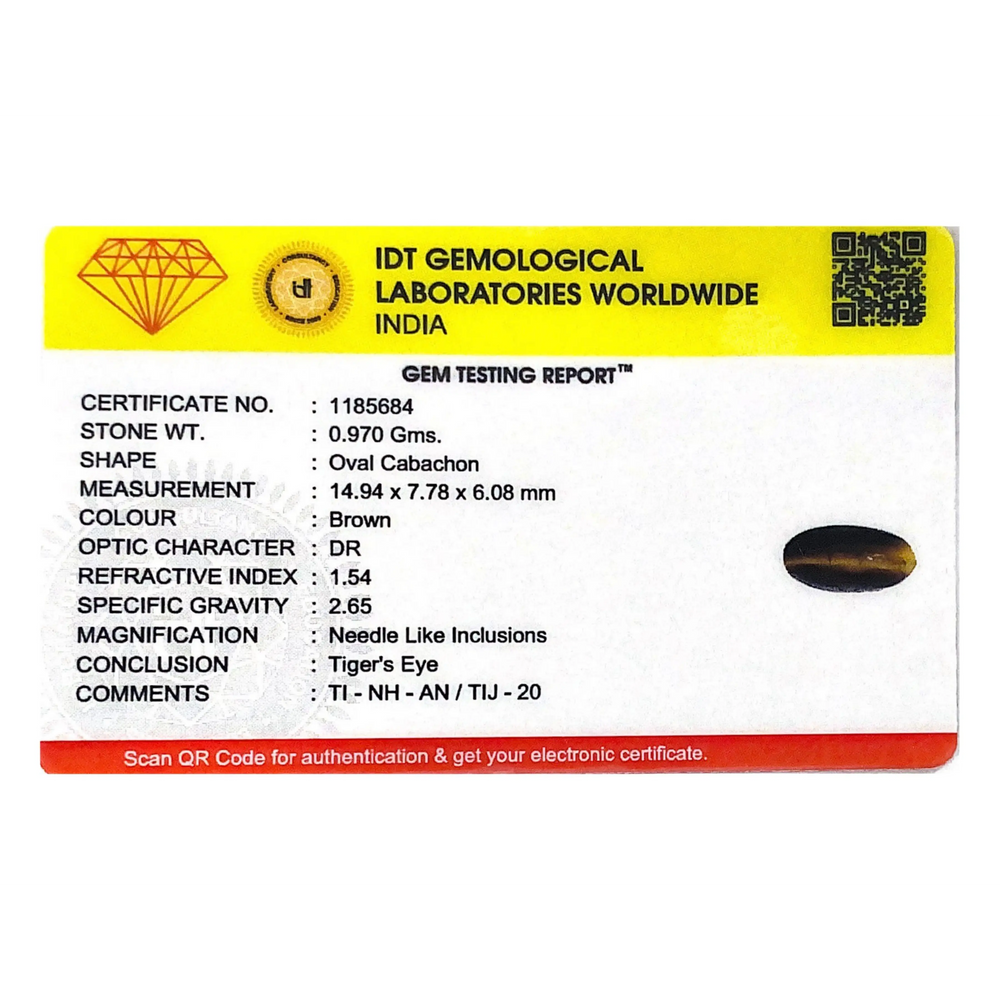 IDT GEMOLOGICAL
LABORATORIES WORLDWIDE
INDIA
GEM TESTING REPORT™
CERTIFICATE NO. : 1185684
STONE WT. : 0.970 Gms.
SHAPE : Oval Cabachon
MEASUREMENT : 14.94 x 7.78 x 6.08 mm
COLOUR : Brown
OPTIC CHARACTER : DR
REFRACTIVE INDEX : 1.54
SPECIFIC GRAVITY : 2.65
MAGNIFICATION : Needle Like Inclusions
CONCLUSION : Tiger's Eye
COMMENTS : TI - NH - AN / TIJ - 20
Scan QR Code for authentication & get your electronic certificate.